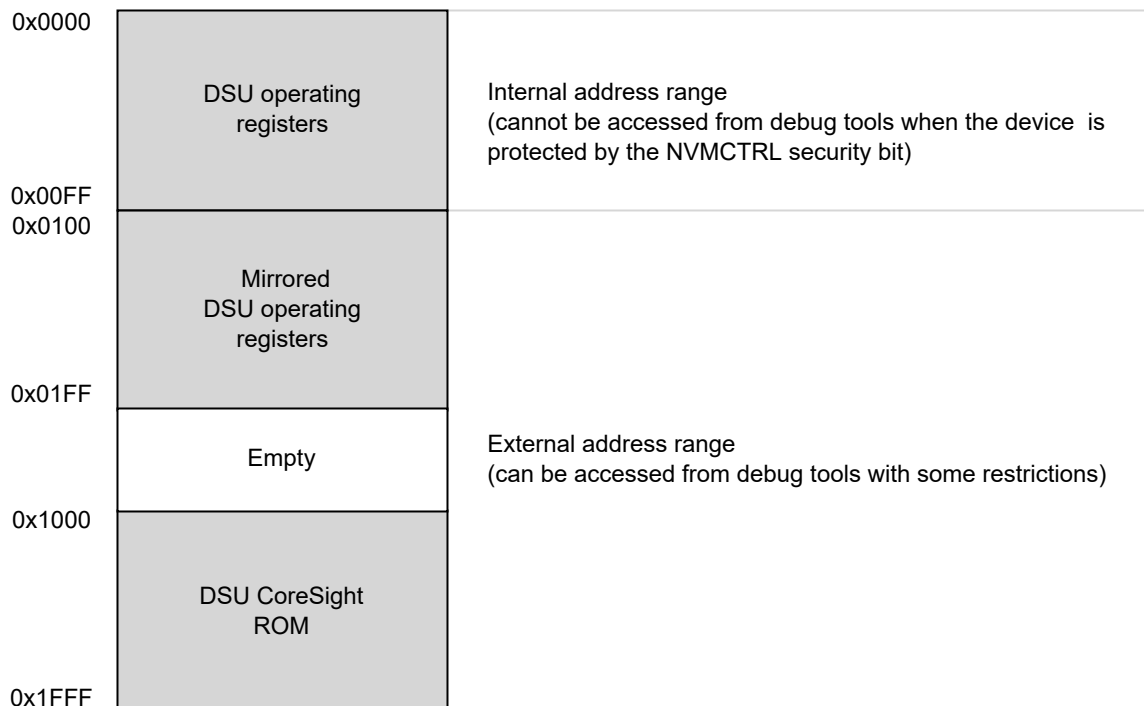 0x0000
DSU operating
registers
Internal address range
(cannot be accessed from debug tools when the device is
protected by the NVMCTRL security bit)
0x00FF
0x0100
Mirrored
DSU operating
registers
0x01FF
Empty
External address range
(can be accessed from debug tools with some restrictions)
0x1000
DSU CoreSight
ROM
0x1FFF